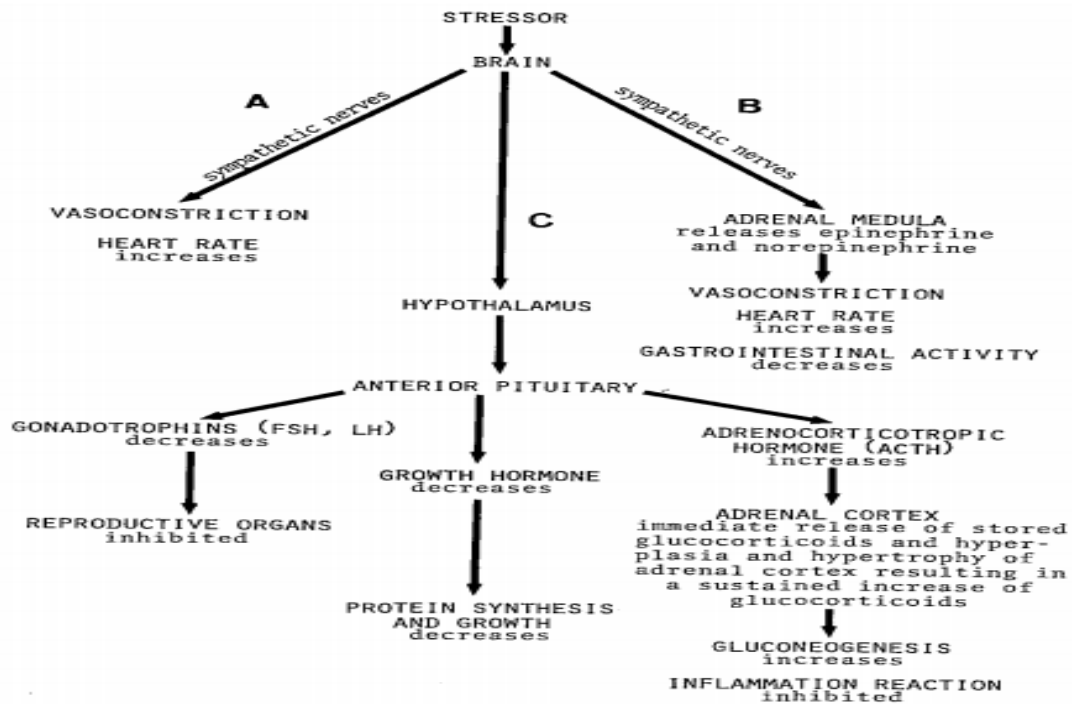 STRESSOR
BRAIN
A
sympathetic nerves
sympathetic nerves
B
VASOCONSTRICTION
HEART RATE
increases
C
ADRENAL MEDULA
releases epinephrine
and norepinephrine
VASOCONSTRICTION
HEART RATE
increases
GASTROINTESTINAL ACTIVITY
decreases
HYPOTHALAMUS
ANTERIOR PITUITARY
GONADOTROPHINS (FSH, LH)
decreases
REPRODUCTIVE ORGANS
inhibited
GROWTH HORMONE
decreases
PROTEIN SYNTHESIS
AND GROWTH
decreases
ADRENOCORTICOTROPIC
HORMONE (ACTH)
increases
ADRENAL CORTEX
immediate release of stored
glucocorticoids and hyper-
plasia and hypertrophy of
adrenal cortex resulting in
a sustained increase of
glucocorticoids
GLUCONEOGENESIS
increases
INFLAMMATION REACTION
inhibited